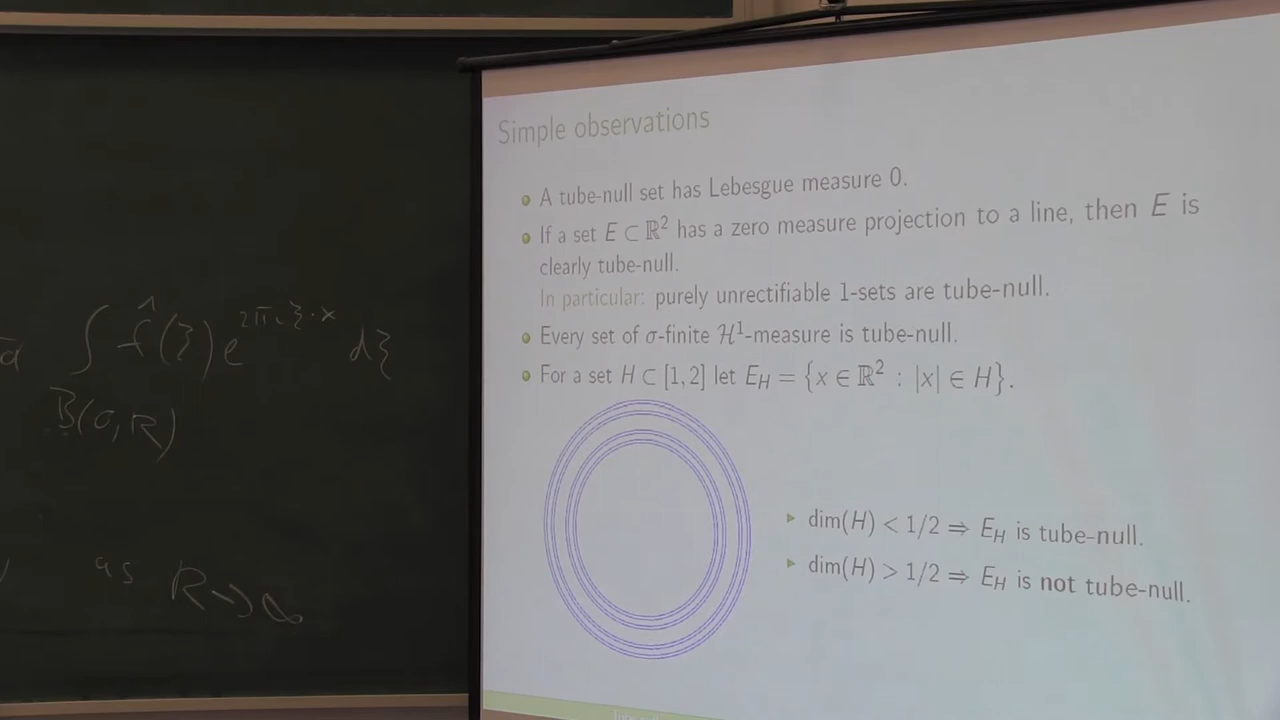 ∫ f̂(ξ) e^{2πiξ·x} dξ
B(0,R)
as R→∞
Simple observations
A tube-null set has Lebesgue measure 0.
If a set E ⊂ ℝ² has a zero measure projection to a line, then E is
clearly tube-null.
In particular: purely unrectifiable 1-sets are tube-null.
Every set of σ-finite ℋ¹-measure is tube-null.
For a set H ⊂ [1, 2] let E_H = {x ∈ ℝ² : |x| ∈ H}.
dim(H) < 1/2 ⇒ E_H is tube-null.
dim(H) > 1/2 ⇒ E_H is not tube-null.